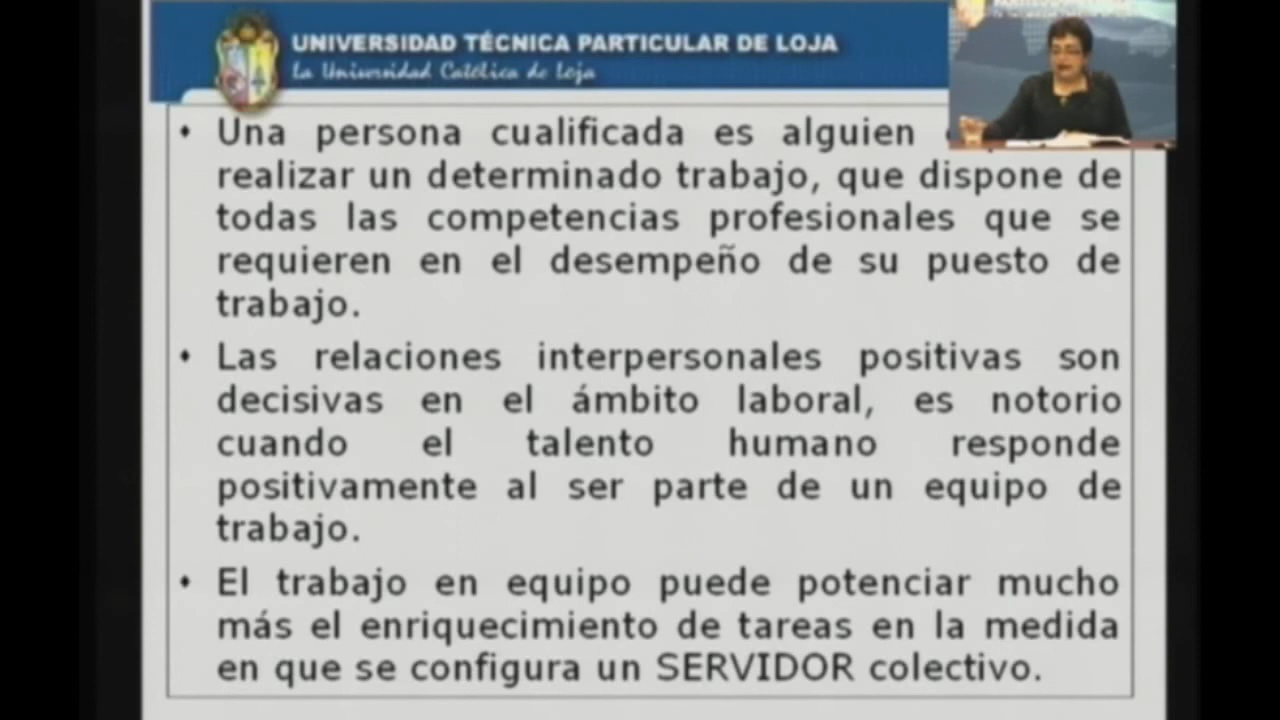 UNIVERSIDAD TÉCNICA PARTICULAR DE LOJA
La Universidad Católica de Loja
• Una persona cualificada es alguien
realizar un determinado trabajo, que dispone de
todas las competencias profesionales que se
requieren en el desempeño de su puesto de
trabajo.
• Las relaciones interpersonales positivas son
decisivas en el ámbito laboral, es notorio
cuando el talento humano responde
positivamente al ser parte de un equipo de
trabajo.
• El trabajo en equipo puede potenciar mucho
más el enriquecimiento de tareas en la medida
en que se configura un SERVIDOR colectivo.